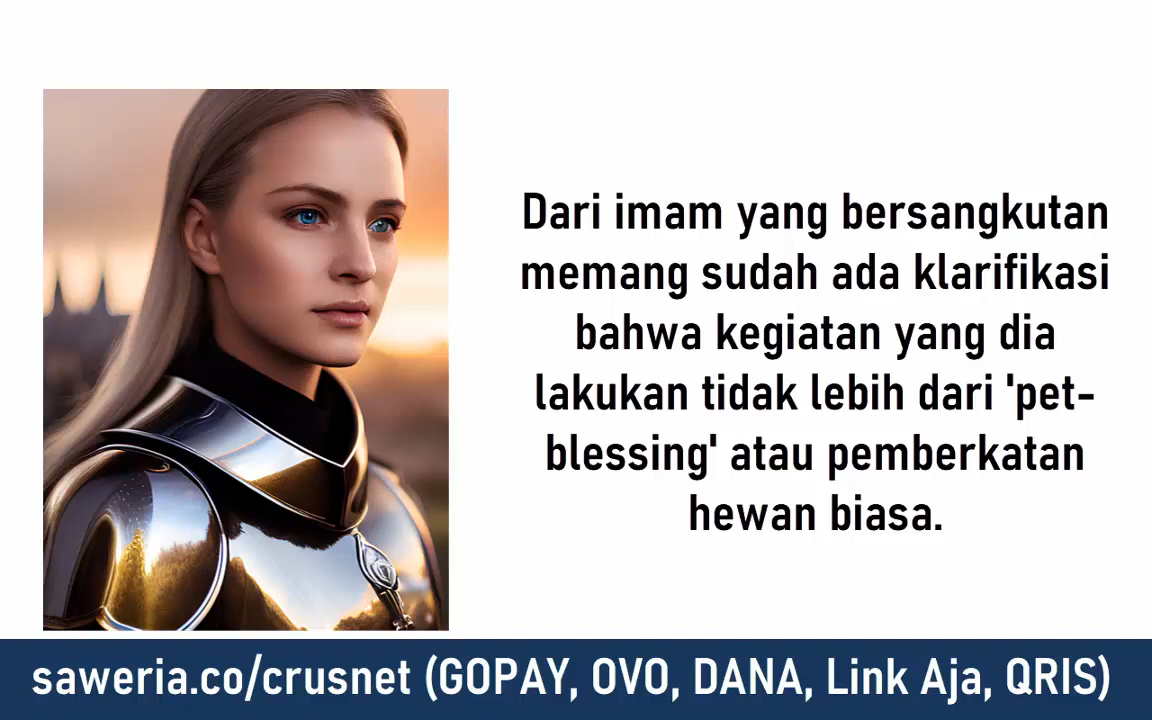 Dari imam yang bersangkutan
memang sudah ada klarifikasi
bahwa kegiatan yang dia
lakukan tidak lebih dari 'pet-
blessing' atau pemberkatan
hewan biasa.
saweria.co/crusnet (GOPAY, OVO, DANA, Link Aja, QRIS)